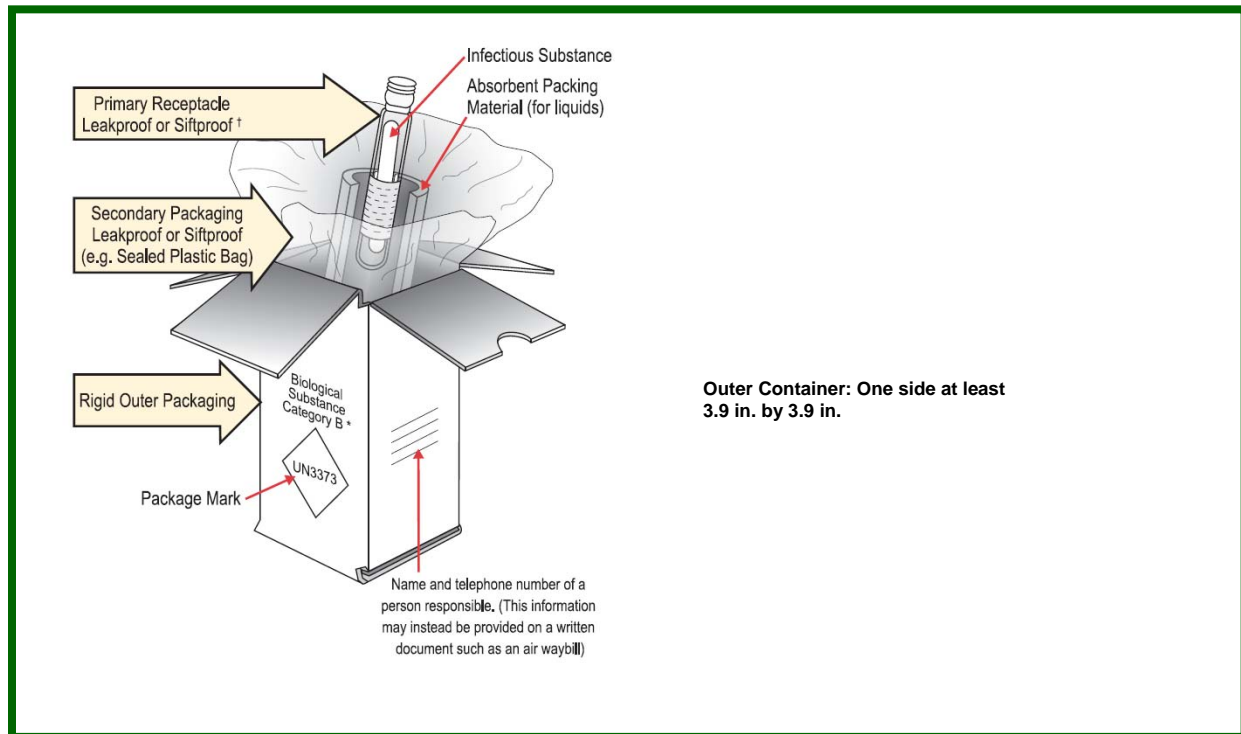 Infectious Substance
Absorbent Packing
Material (for liquids)
Primary Receptacle
Leakproof or Siftproof †
Secondary Packaging
Leakproof or Siftproof
(e.g. Sealed Plastic Bag)
Rigid Outer Packaging
Biological
Substance
Category B *
UN3373
Package Mark
Outer Container: One side at least
3.9 in. by 3.9 in.
Name and telephone number of a
person responsible. (This information
may instead be provided on a written
document such as an air waybill)